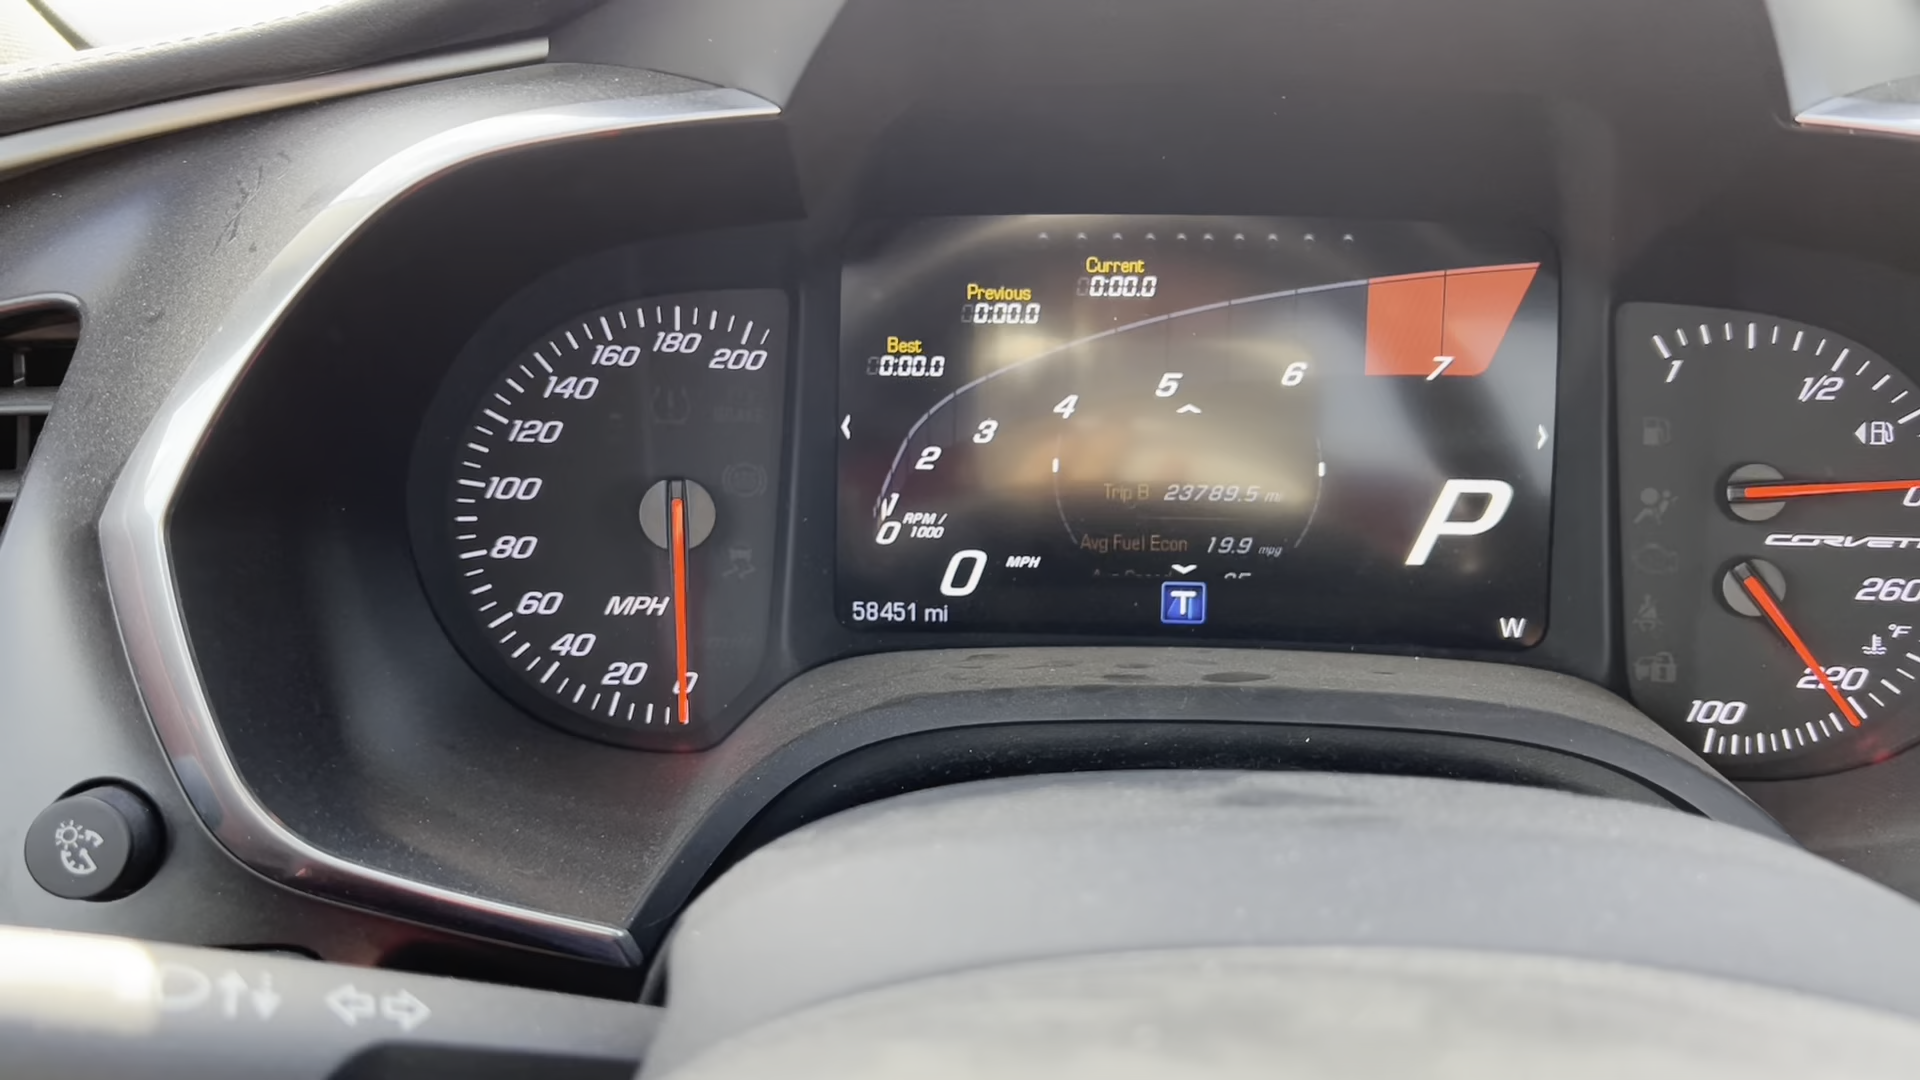 Current
0:00.0
Previous
0:00.0
Best
0:00.0
200
180
160
140
120
100
80
60
40
20
0
MPH
0
1
2
3
4
5
6
7
RPM /
1000
Trip B 23789.5 mi
Avg Fuel Econ 19.9 mpg
0 MPH
P
58451 mi
T
W
1
1/2
0
260
°F
220
100